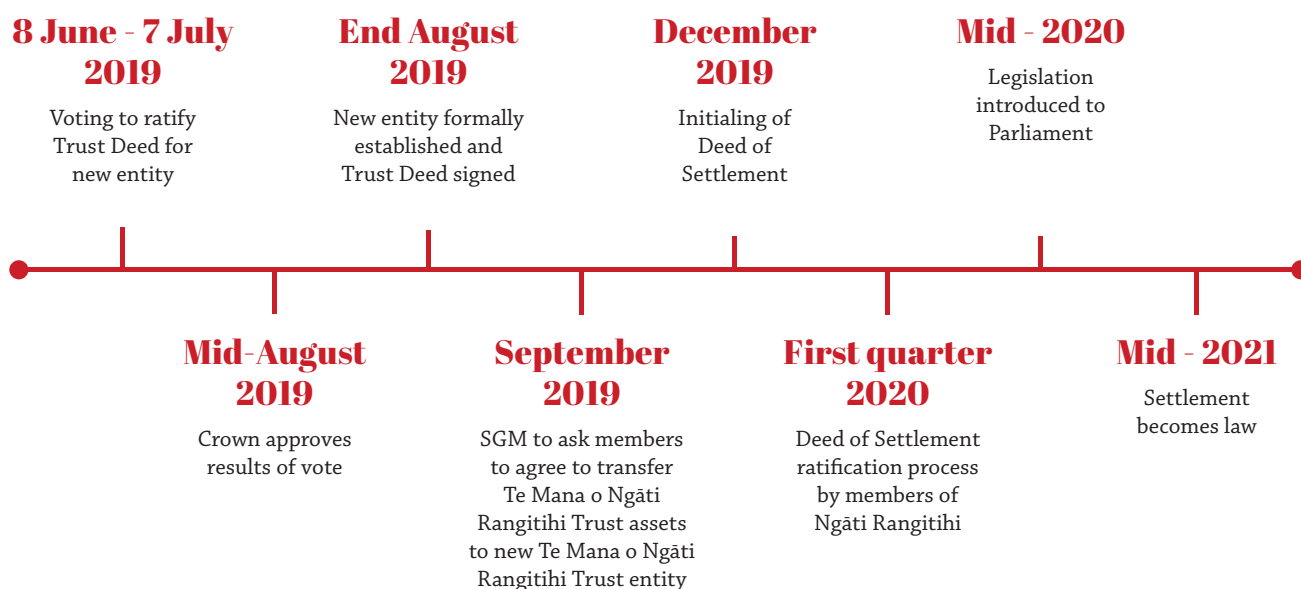 8 June - 7 July
2019
Voting to ratify
Trust Deed for
new entity
End August
2019
New entity formally
established and
Trust Deed signed
December
2019
Initialing of
Deed of
Settlement
Mid - 2020
Legislation
introduced to
Parliament
Mid-August
2019
Crown approves
results of vote
September
2019
SGM to ask members
to agree to transfer
Te Mana o Ngāti
Rangitihi Trust assets
to new Te Mana o Ngāti
Rangitihi Trust entity
First quarter
2020
Deed of Settlement
ratification process
by members of
Ngāti Rangitihi
Mid - 2021
Settlement
becomes law